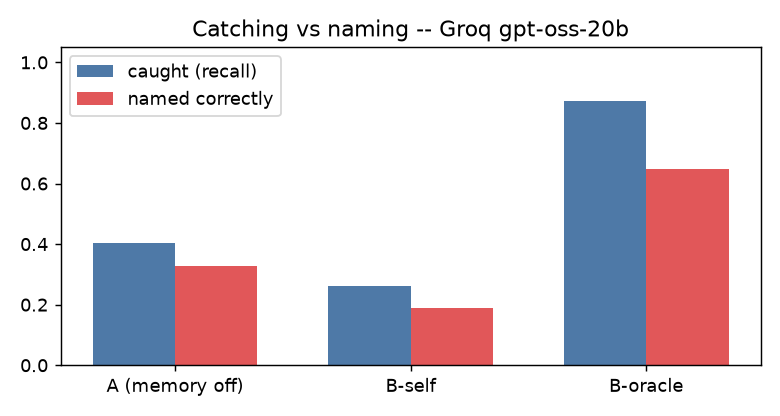 Catching vs naming -- Groq gpt-oss-20b
caught (recall)
named correctly
1.0
0.8
0.6
0.4
0.2
0.0
A (memory off)
B-self
B-oracle